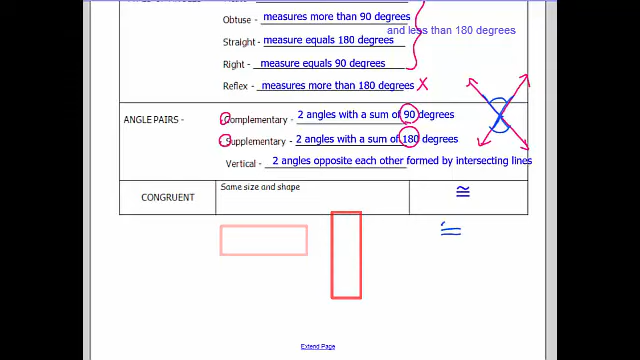 Obtuse - measures more than 90 degrees
and less than 180 degrees
Straight - measure equals 180 degrees
Right - measure equals 90 degrees
Reflex - measures more than 180 degrees
ANGLE PAIRS -
Complementary - 2 angles with a sum of 90 degrees
Supplementary - 2 angles with a sum of 180 degrees
Vertical - 2 angles opposite each other formed by intersecting lines
CONGRUENT
Same size and shape
≅
Extend Page